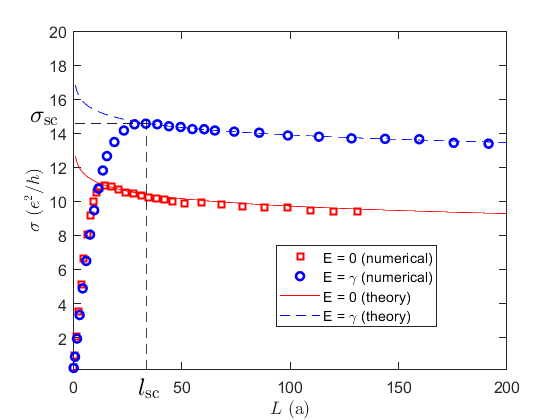 20
18
16
σsc
14
12
10
8
6
4
2
σ (e²/h)
E = 0 (numerical)
E = γ (numerical)
E = 0 (theory)
E = γ (theory)
0
lsc
50
100
150
200
L (a)